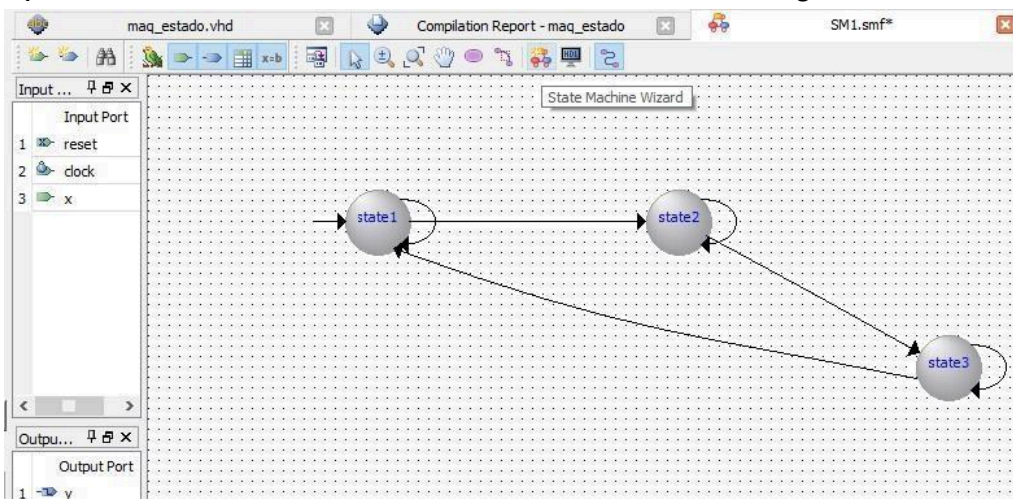 maq_estado.vhd
Compilation Report - maq_estado
SM1.smf*
x=b
HDL
Input ...
State Machine Wizard
Input Port
1 reset
2 clock
3 x
state1
state2
state3
Outpu...
Output Port
1 y